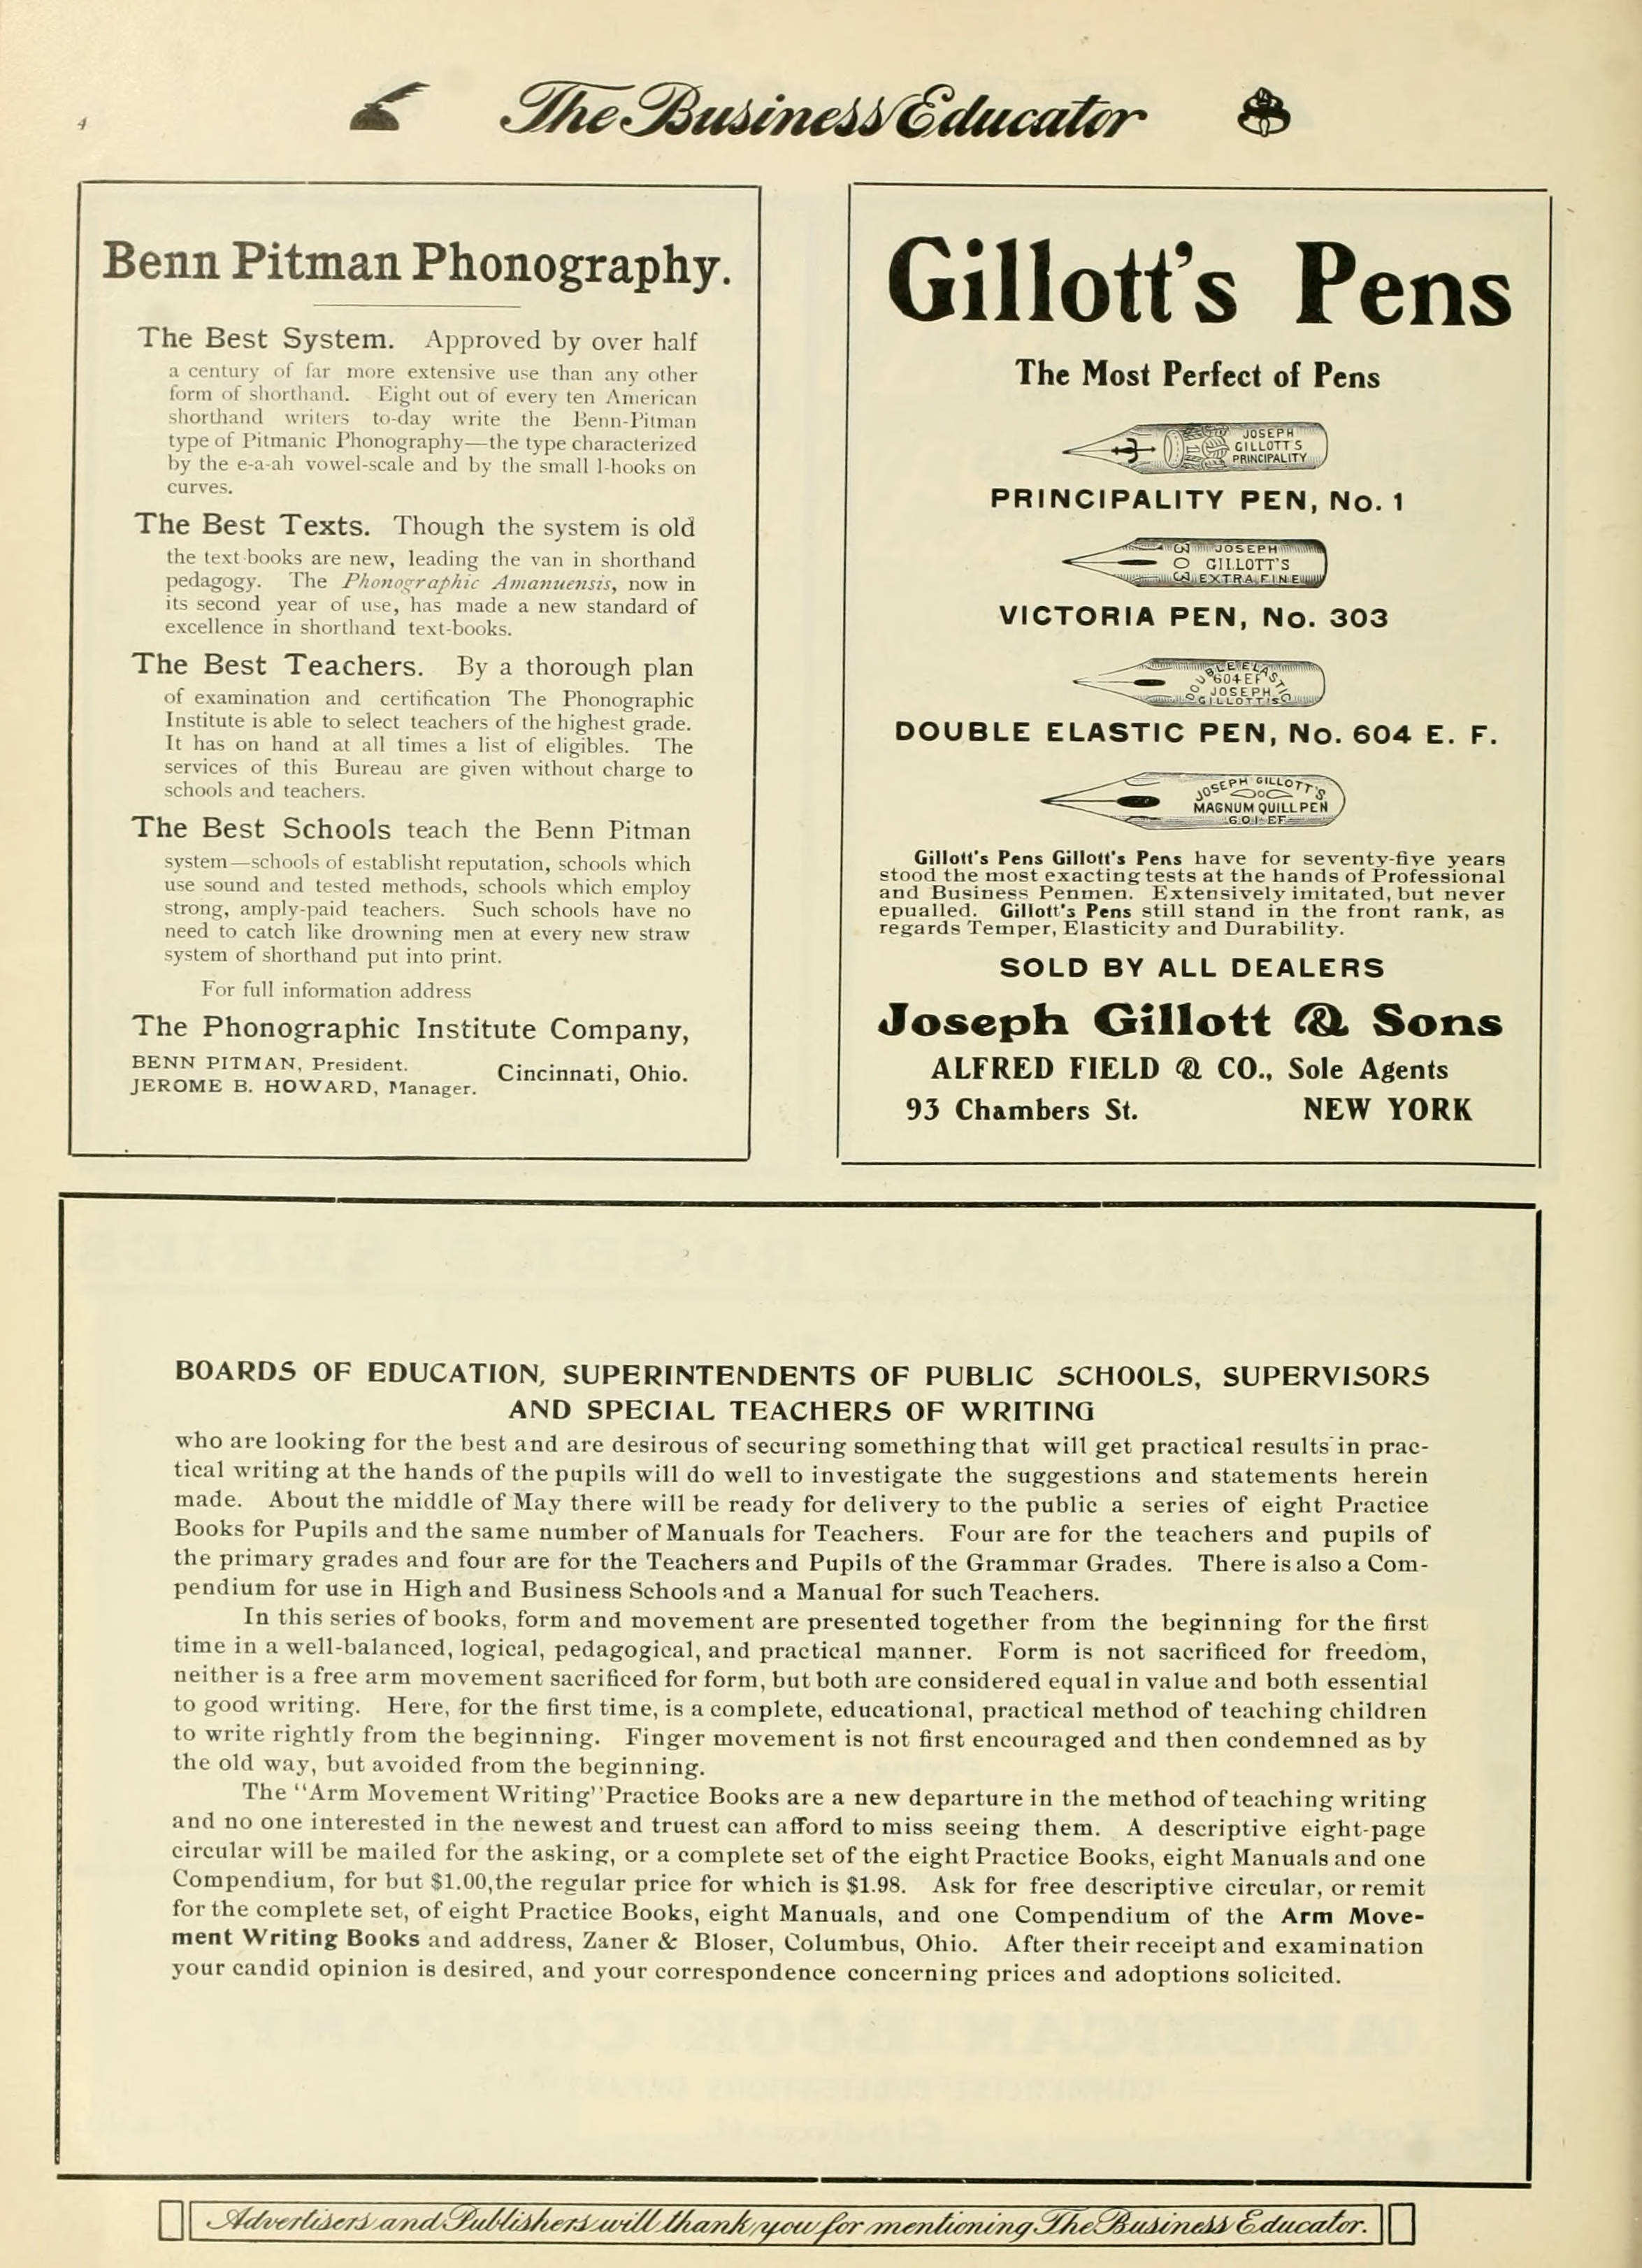 4
The Business Educator
Benn Pitman Phonography.
The Best System. Approved by over half
a century of far more extensive use than any other
form of shorthand. Eight out of every ten American
shorthand writers to-day write the Benn-Pitman
type of Pitmanic Phonography—the type characterized
by the e-a-ah vowel-scale and by the small l-hooks on
curves.
The Best Texts. Though the system is old
the text-books are new, leading the van in shorthand
pedagogy. The Phonographic Amanuensis, now in
its second year of use, has made a new standard of
excellence in shorthand text-books.
The Best Teachers. By a thorough plan
of examination and certification The Phonographic
Institute is able to select teachers of the highest grade.
It has on hand at all times a list of eligibles. The
services of this Bureau are given without charge to
schools and teachers.
The Best Schools teach the Benn Pitman
system—schools of establisht reputation, schools which
use sound and tested methods, schools which employ
strong, amply-paid teachers. Such schools have no
need to catch like drowning men at every new straw
system of shorthand put into print.
For full information address
The Phonographic Institute Company,
BENN PITMAN, President.
JEROME B. HOWARD, Manager.
Cincinnati, Ohio.
Gillott's Pens
The Most Perfect of Pens
JOSEPH
GILLOTT'S
PRINCIPALITY
PRINCIPALITY PEN, No. 1
303
JOSEPH
GILLOTT'S
EXTRA FINE
VICTORIA PEN, No. 303
DOUBLE ELASTIC
604 EF
JOSEPH
GILLOTT'S
DOUBLE ELASTIC PEN, No. 604 E. F.
JOSEPH GILLOTT'S
MAGNUM QUILL PEN
601 EF
Gillott's Pens Gillott's Pens have for seventy-five years
stood the most exacting tests at the hands of Professional
and Business Penmen. Extensively imitated, but never
epualled. Gillott's Pens still stand in the front rank, as
regards Temper, Elasticity and Durability.
SOLD BY ALL DEALERS
Joseph Gillott & Sons
ALFRED FIELD & CO., Sole Agents
93 Chambers St. NEW YORK
BOARDS OF EDUCATION, SUPERINTENDENTS OF PUBLIC SCHOOLS, SUPERVISORS
AND SPECIAL TEACHERS OF WRITING
who are looking for the best and are desirous of securing something that will get practical results in prac-
tical writing at the hands of the pupils will do well to investigate the suggestions and statements herein
made. About the middle of May there will be ready for delivery to the public a series of eight Practice
Books for Pupils and the same number of Manuals for Teachers. Four are for the teachers and pupils of
the primary grades and four are for the Teachers and Pupils of the Grammar Grades. There is also a Com-
pendium for use in High and Business Schools and a Manual for such Teachers.
In this series of books, form and movement are presented together from the beginning for the first
time in a well-balanced, logical, pedagogical, and practical manner. Form is not sacrificed for freedom,
neither is a free arm movement sacrificed for form, but both are considered equal in value and both essential
to good writing. Here, for the first time, is a complete, educational, practical method of teaching children
to write rightly from the beginning. Finger movement is not first encouraged and then condemned as by
the old way, but avoided from the beginning.
The "Arm Movement Writing" Practice Books are a new departure in the method of teaching writing
and no one interested in the newest and truest can afford to miss seeing them. A descriptive eight-page
circular will be mailed for the asking, or a complete set of the eight Practice Books, eight Manuals and one
Compendium, for but $1.00, the regular price for which is $1.98. Ask for free descriptive circular, or remit
for the complete set, of eight Practice Books, eight Manuals, and one Compendium of the Arm Move-
ment Writing Books and address, Zaner & Bloser, Columbus, Ohio. After their receipt and examination
your candid opinion is desired, and your correspondence concerning prices and adoptions solicited.
Advertisers and Publishers will thank you for mentioning The Business Educator.